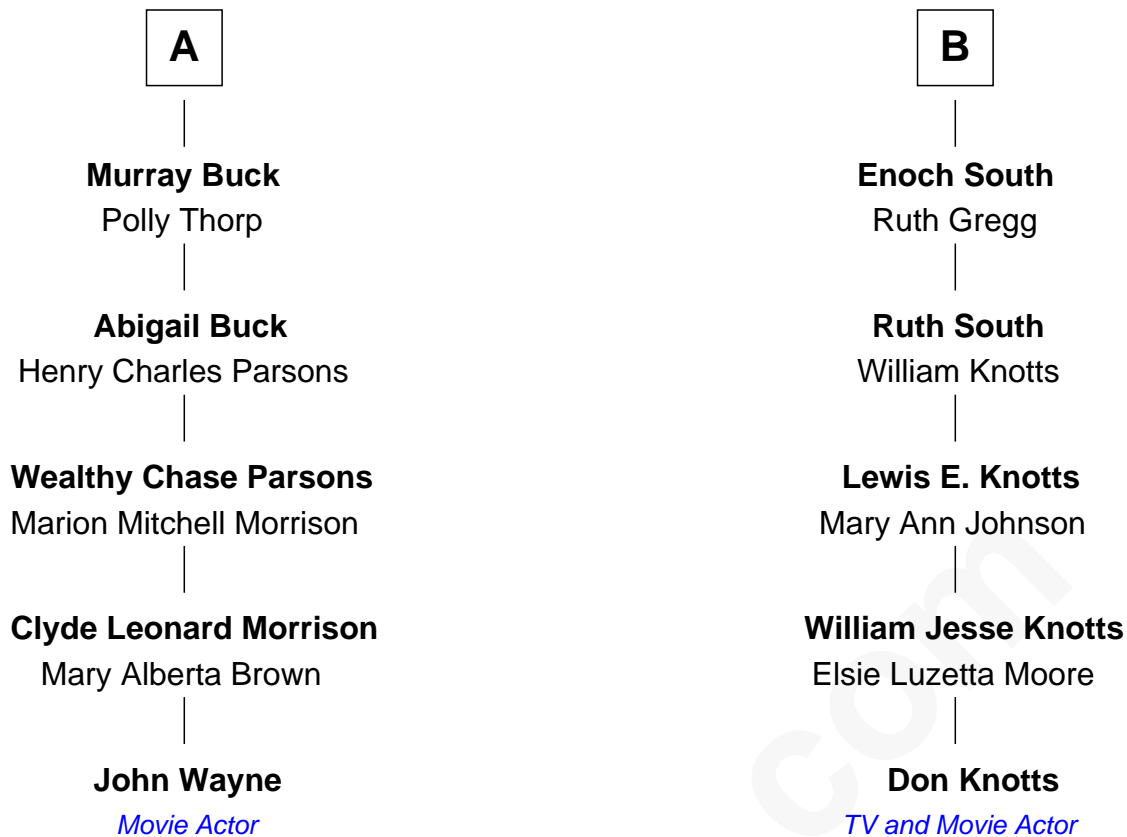 A
Murray Buck
Polly Thorp
Abigail Buck
Henry Charles Parsons
Wealthy Chase Parsons
Marion Mitchell Morrison
Clyde Leonard Morrison
Mary Alberta Brown
John Wayne
Movie Actor
B
Enoch South
Ruth Gregg
Ruth South
William Knotts
Lewis E. Knotts
Mary Ann Johnson
William Jesse Knotts
Elsie Luzetta Moore
Don Knotts
TV and Movie Actor
com